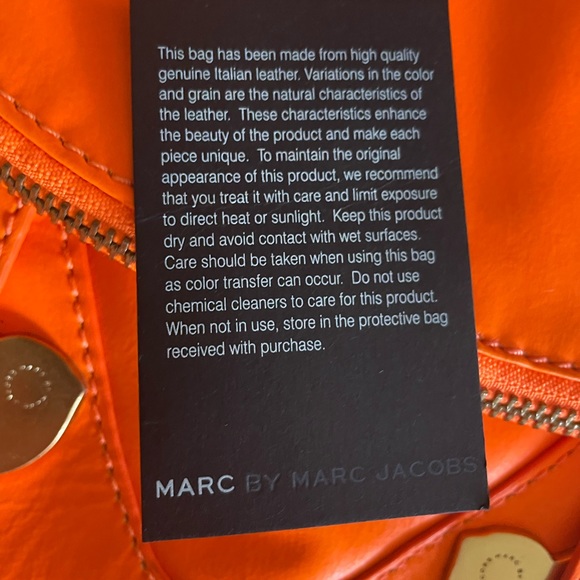 This bag has been made from high quality
genuine Italian leather. Variations in the color
and grain are the natural characteristics of
the leather. These characteristics enhance
the beauty of the product and make each
piece unique. To maintain the original
appearance of this product, we recommend
that you treat it with care and limit exposure
to direct heat or sunlight. Keep this product
dry and avoid contact with wet surfaces.
Care should be taken when using this bag
as color transfer can occur. Do not use
chemical cleaners to care for this product.
When not in use, store in the protective bag
received with purchase.
MARC BY MARC JACOBS